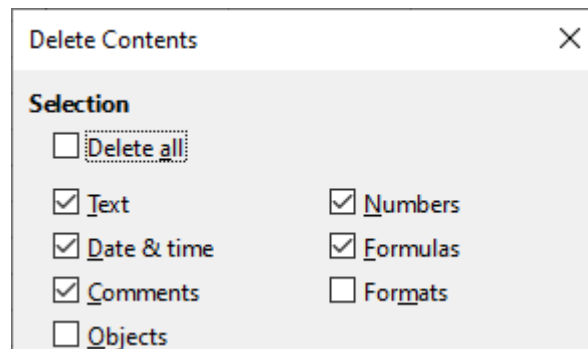 Delete Contents
Selection
Delete all
Text
Numbers
Date & time
Formulas
Comments
Formats
Objects